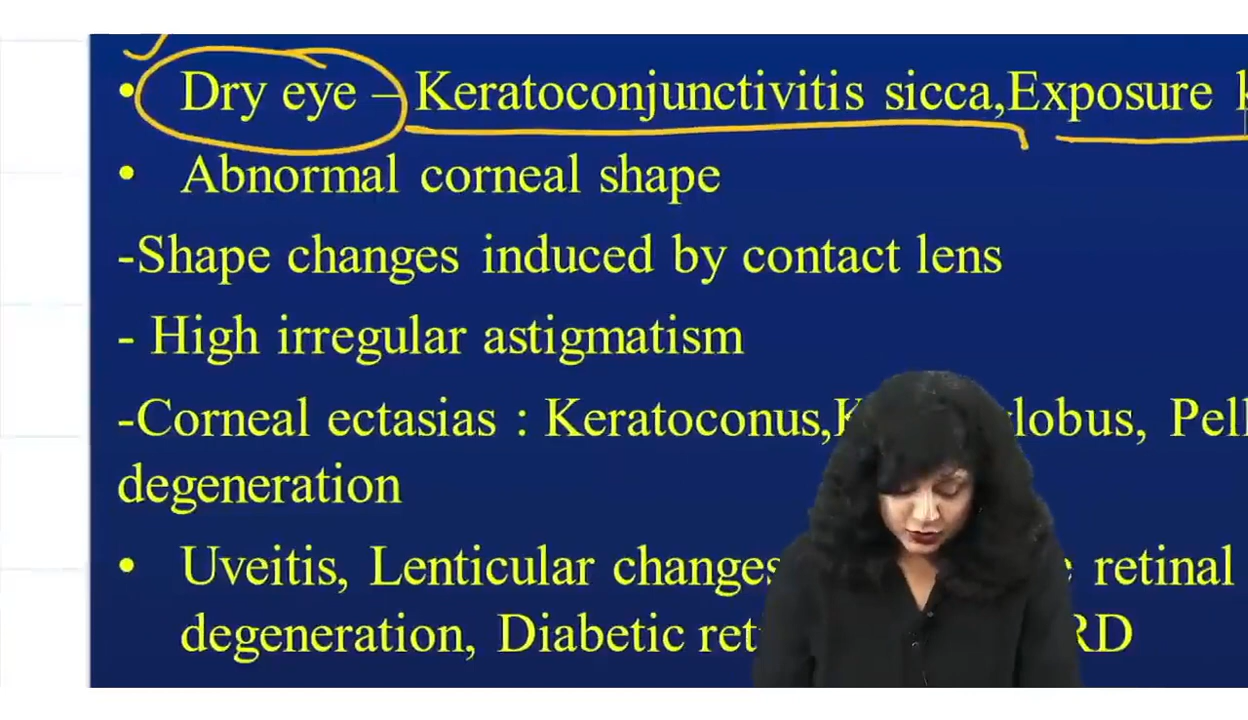 • Dry eye – Keratoconjunctivitis sicca,Exposure
• Abnormal corneal shape
-Shape changes induced by contact lens
- High irregular astigmatism
-Corneal ectasias : Keratoconus,
degeneration
• Uveitis, Lenticular changes retinal
degeneration, Diabetic